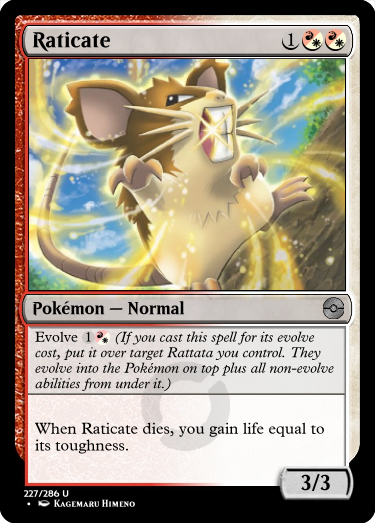 Raticate 1
Pokémon — Normal
Evolve 1 (If you cast this spell for its evolve
cost, put it over target Rattata you control. They
evolve into the Pokémon on top plus all non-evolve
abilities from under it.)
When Raticate dies, you gain life equal to
its toughness.
3/3
227/286 U
• Kagemaru Himeno